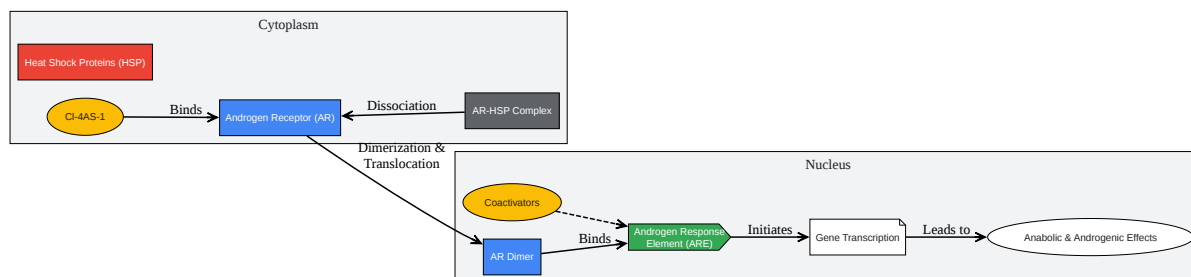 Cytoplasm
Heat Shock Proteins (HSP)
Cl-4AS-1
Binds
Androgen Receptor (AR)
Dissociation
AR-HSP Complex
Dimerization &
Translocation
Nucleus
Coactivators
AR Dimer
Binds
Androgen Response
Element (ARE)
Initiates
Gene Transcription
Leads to
Anabolic & Androgenic Effects